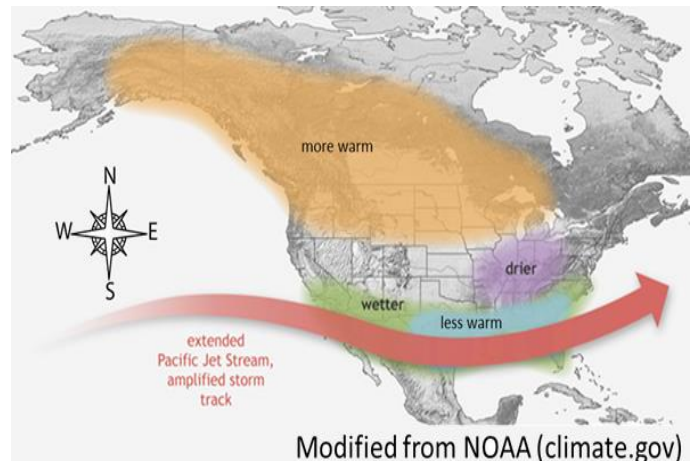 more warm
N
W
E
S
drier
wetter
less warm
extended
Pacific Jet Stream,
amplified storm
track
Modified from NOAA (climate.gov)